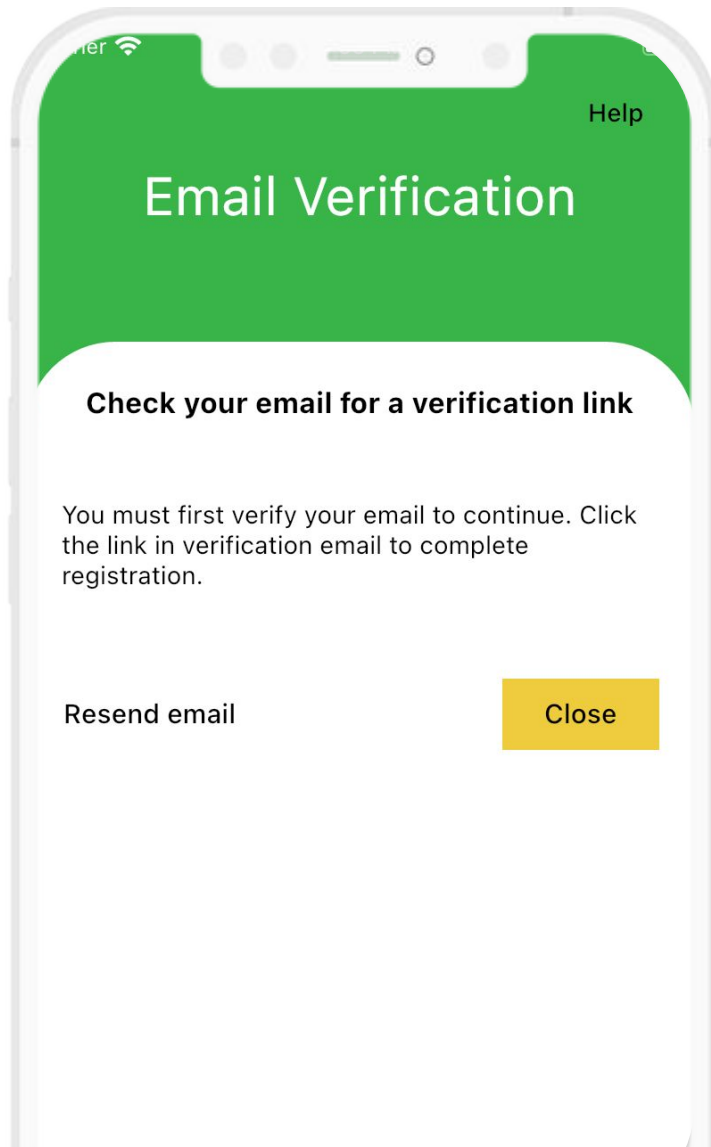 Help
Email Verification
Check your email for a verification link
You must first verify your email to continue. Click
the link in verification email to complete
registration.
Resend email
Close